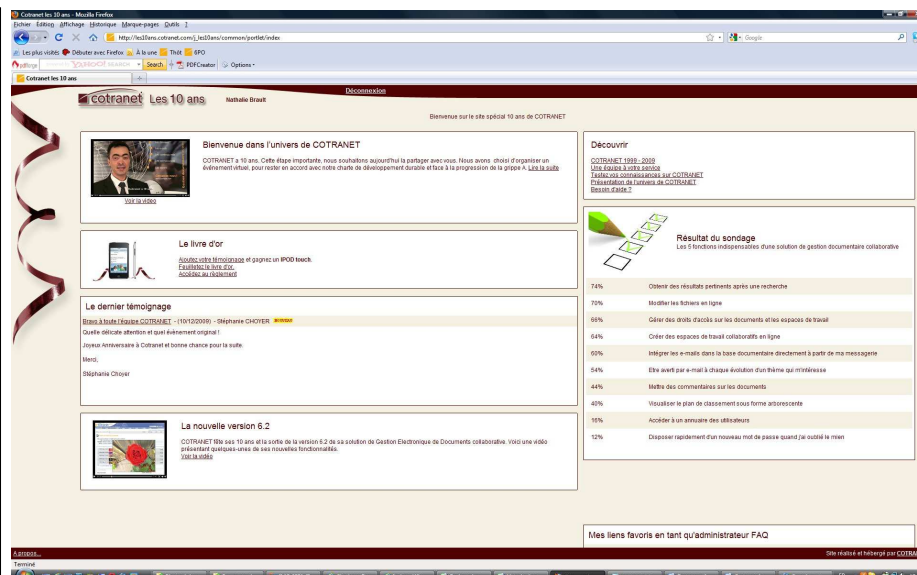 Cotranet les 10 ans - Mozilla Firefox
Fichier Edition Affichage Historique Marque-pages Outils ?
http://les10ans.cotranet.com/j_les10ans/common/portlet/index
Google
Les plus visités Débuter avec Firefox À la une Thôt 6PO
pdfforge YAHOO! SEARCH Search PDFCreator Options
Cotranet les 10 ans
Déconnexion
cotranet Les 10 ans Nathalie Brault
Bienvenue sur le site spécial 10 ans de COTRANET
Bienvenue dans l'univers de COTRANET
COTRANET a 10 ans. Cette étape importante, nous souhaitons aujourd'hui la partager avec vous. Nous avons choisi d'organiser un
événement virtuel, pour rester en accord avec notre charte de développement durable et face à la progression de la grippe A. Lire la suite
Voir la video
Le livre d'or
Ajoutez votre témoignage et gagnez un IPOD touch.
Feuilletez le livre d'or.
Accédez au règlement
Le dernier témoignage
Bravo à toute l'équipe COTRANET - (10/12/2009) - Stéphanie CHOYER
Quelle délicate attention et quel évènement original !
Joyeux Anniversaire à Cotranet et bonne chance pour la suite.
Merci,
Stéphanie Choyer
La nouvelle version 6.2
COTRANET fête ses 10 ans et la sortie de la version 6.2 de sa solution de Gestion Electronique de Documents collaborative. Voici une vidéo
présentant quelques-unes de ses nouvelles fonctionnalités.
Voir la vidéo
Découvrir
COTRANET 1999 - 2009
Une équipe à votre service
Testez vos connaissances sur COTRANET
Présentation de l'univers de COTRANET
Besoin d'aide ?
Résultat du sondage
Les 5 fonctions indispensables d'une solution de gestion documentaire collaborative
74% Obtenir des résultats pertinents après une recherche
70% Modifier les fichiers en ligne
66% Gérer des droits d'accès sur les documents et les espaces de travail
64% Créer des espaces de travail collaboratifs en ligne
60% Intégrer les e-mails dans la base documentaire directement à partir de ma messagerie
54% Etre averti par e-mail à chaque évolution d'un thème qui m'intéresse
44% Mettre des commentaires sur les documents
40% Visualiser le plan de classement sous forme arborescente
16% Accéder à un annuaire des utilisateurs
12% Disposer rapidement d'un nouveau mot de passe quand j'ai oublié le mien
Mes liens favoris en tant qu'administrateur FAQ
A propos... Site réalisé et hébergé par COTRA
Terminé